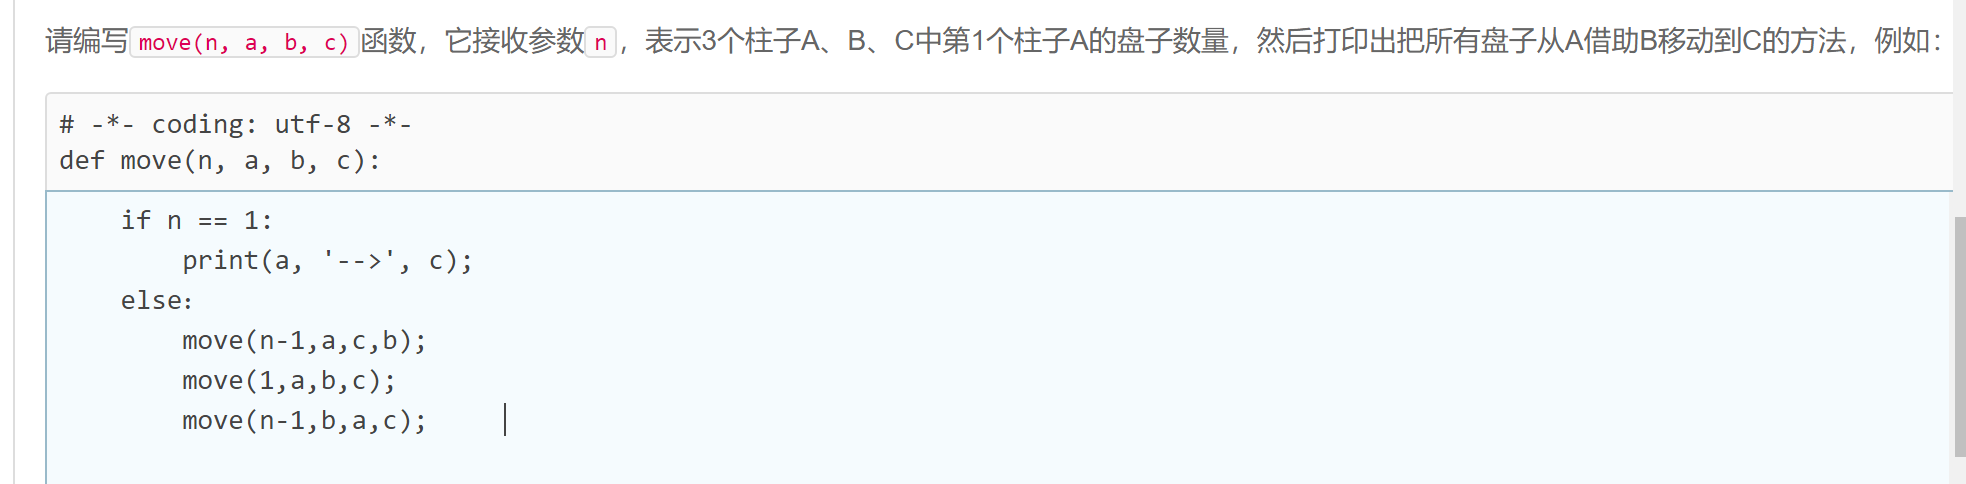 请编写move(n, a, b, c)函数，它接收参数n，表示3个柱子A、B、C中第1个柱子A的盘子数量，然后打印出把所有盘子从A借助B移动到C的方法，例如：
# -*- coding: utf-8 -*-
def move(n, a, b, c):
    if n == 1:
        print(a, '-->', c);
    else：
        move(n-1,a,c,b);
        move(1,a,b,c);
        move(n-1,b,a,c);